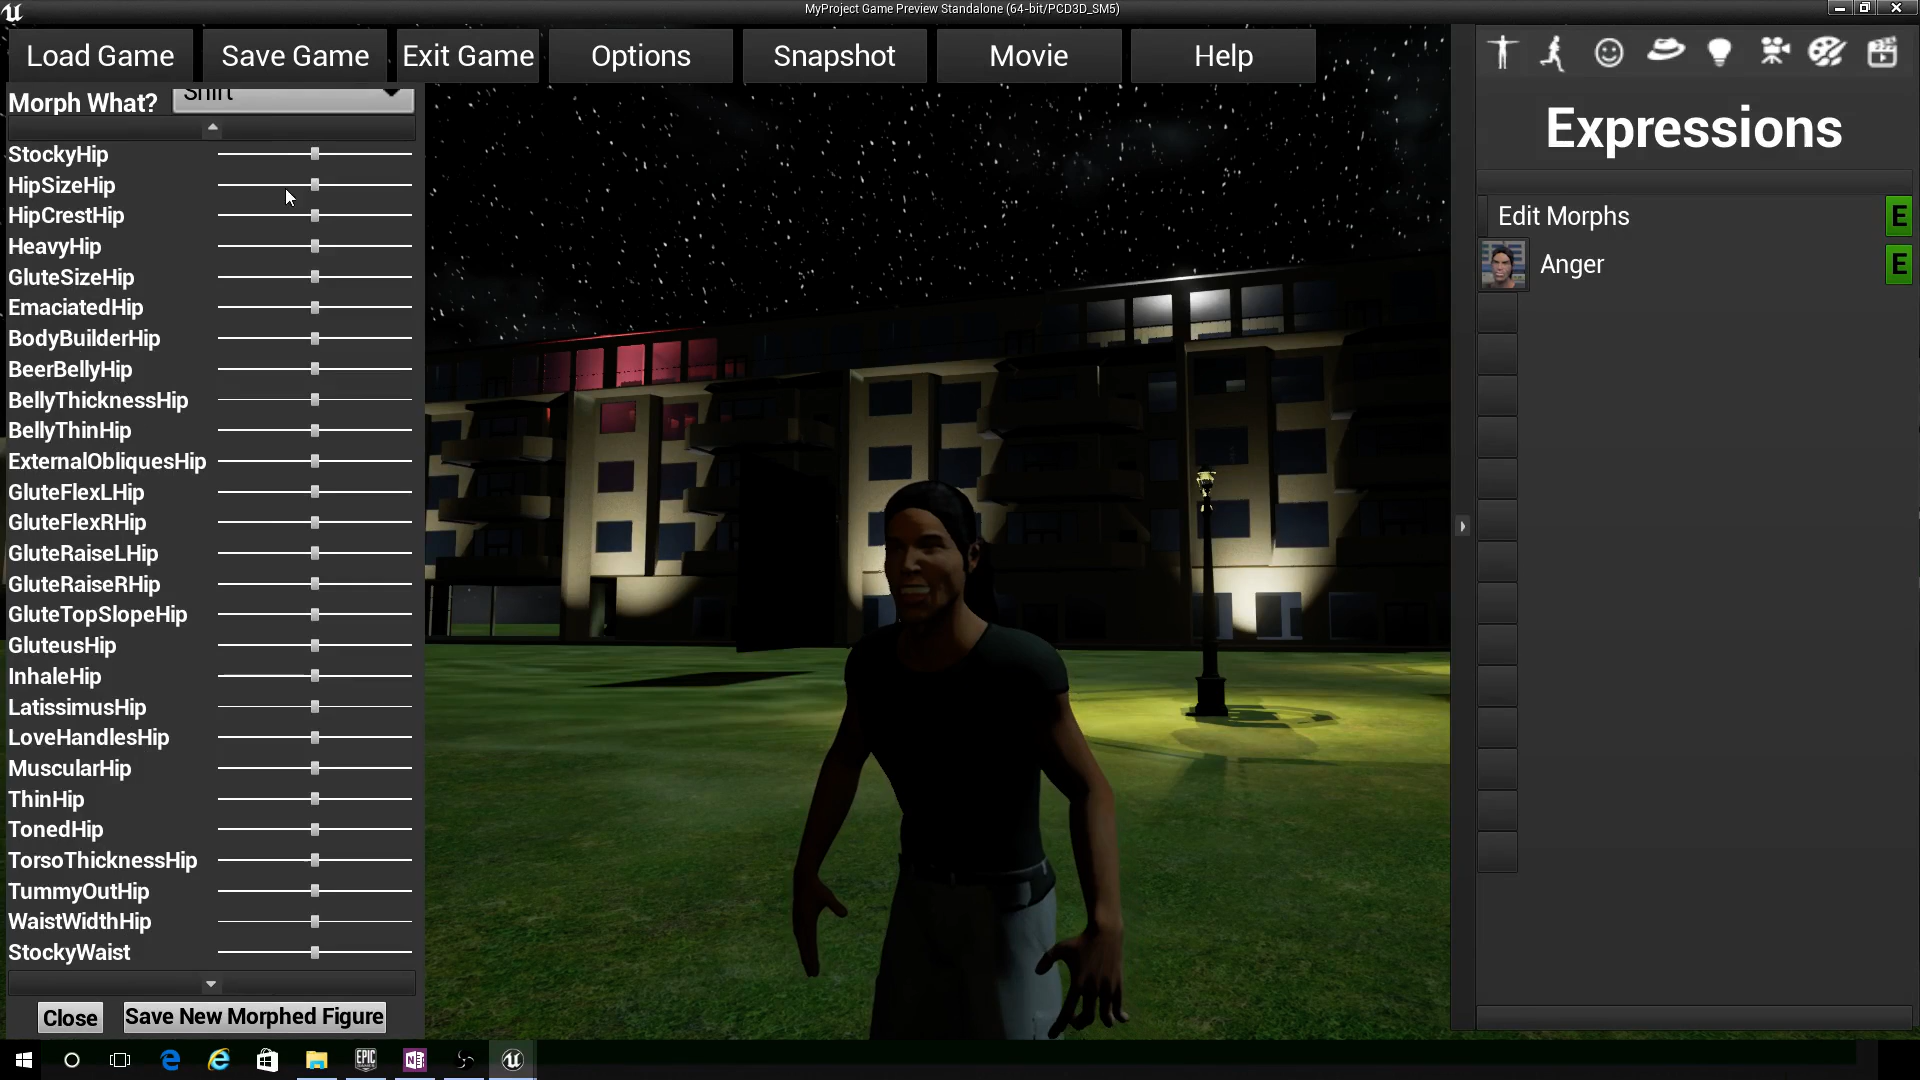 MyProject Game Preview Standalone (64-bit/PCD3D_SM5)
Load Game
Save Game
Exit Game
Options
Snapshot
Movie
Help
Morph What?
Shirt
StockyHip
HipSizeHip
HipCrestHip
HeavyHip
GluteSizeHip
EmaciatedHip
BodyBuilderHip
BeerBellyHip
BellyThicknessHip
BellyThinHip
ExternalObliquesHip
GluteFlexLHip
GluteFlexRHip
GluteRaiseLHip
GluteRaiseRHip
GluteTopSlopeHip
GluteusHip
InhaleHip
LatissimusHip
LoveHandlesHip
MuscularHip
ThinHip
TonedHip
TorsoThicknessHip
TummyOutHip
WaistWidthHip
StockyWaist
Close
Save New Morphed Figure
Expressions
Edit Morphs
E
Anger
E
EPIC
GAMES
N